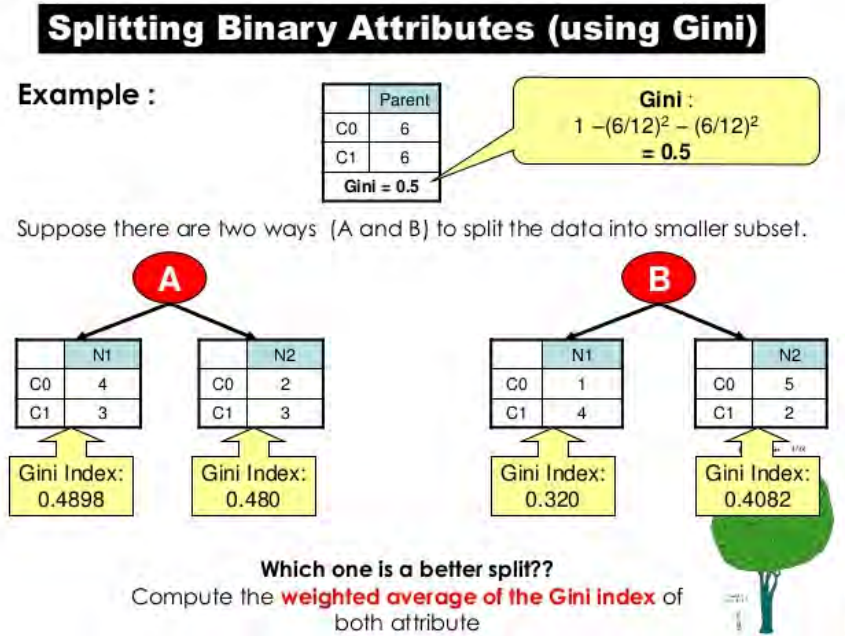 Splitting Binary Attributes (using Gini)
Example :
Parent
C0 6
C1 6
Gini = 0.5
Gini :
1 –(6/12)² – (6/12)²
= 0.5
Suppose there are two ways (A and B) to split the data into smaller subset.
A
B
N1
C0 4
C1 3
N2
C0 2
C1 3
N1
C0 1
C1 4
N2
C0 5
C1 2
Gini Index:
0.4898
Gini Index:
0.480
Gini Index:
0.320
Gini Index:
0.4082
Which one is a better split??
Compute the weighted average of the Gini index of
both attribute